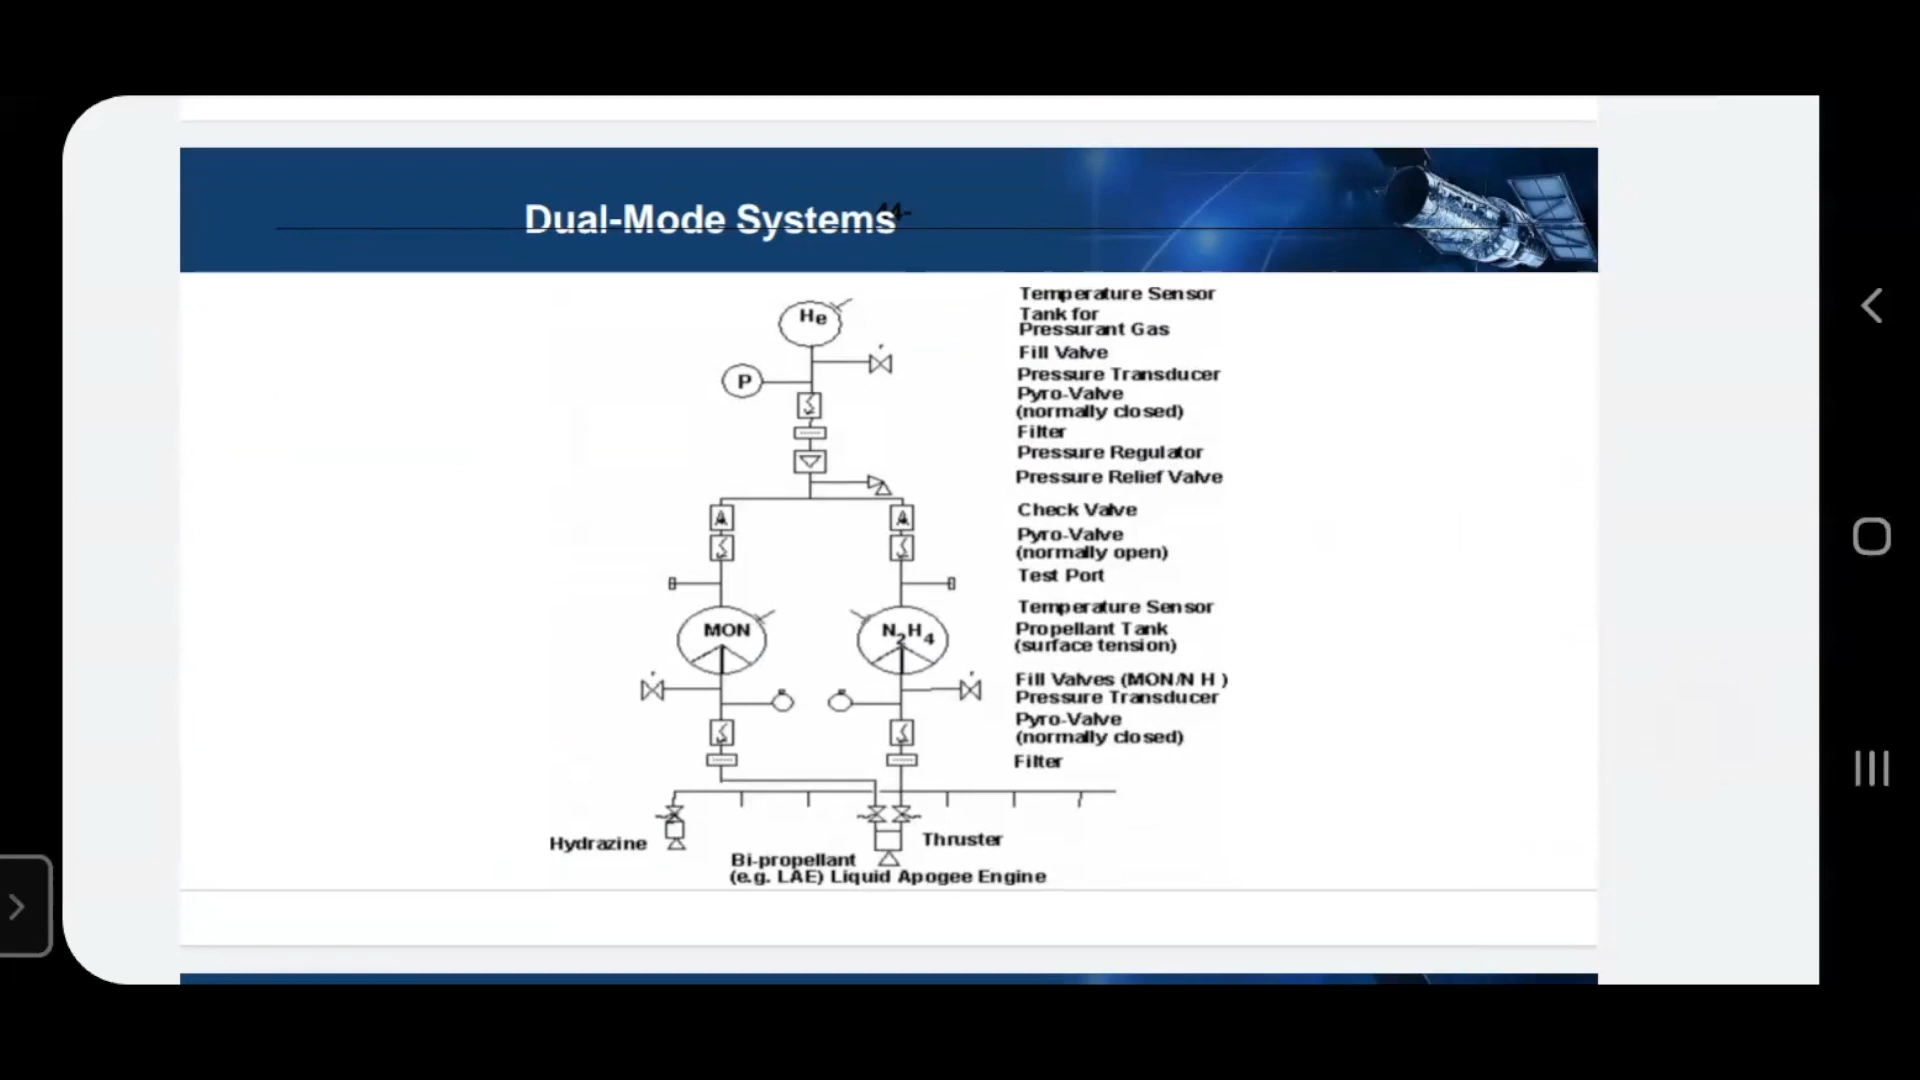 Dual-Mode Systems
44-
He
P
A
A
MON
N2H4
Temperature Sensor
Tank for
Pressurant Gas
Fill Valve
Pressure Transducer
Pyro-Valve
(normally closed)
Filter
Pressure Regulator
Pressure Relief Valve
Check Valve
Pyro-Valve
(normally open)
Test Port
Temperature Sensor
Propellant Tank
(surface tension)
Fill Valves (MON/N H )
Pressure Transducer
Pyro-Valve
(normally closed)
Filter
Hydrazine
Thruster
Bi-propellant
(e.g. LAE) Liquid Apogee Engine